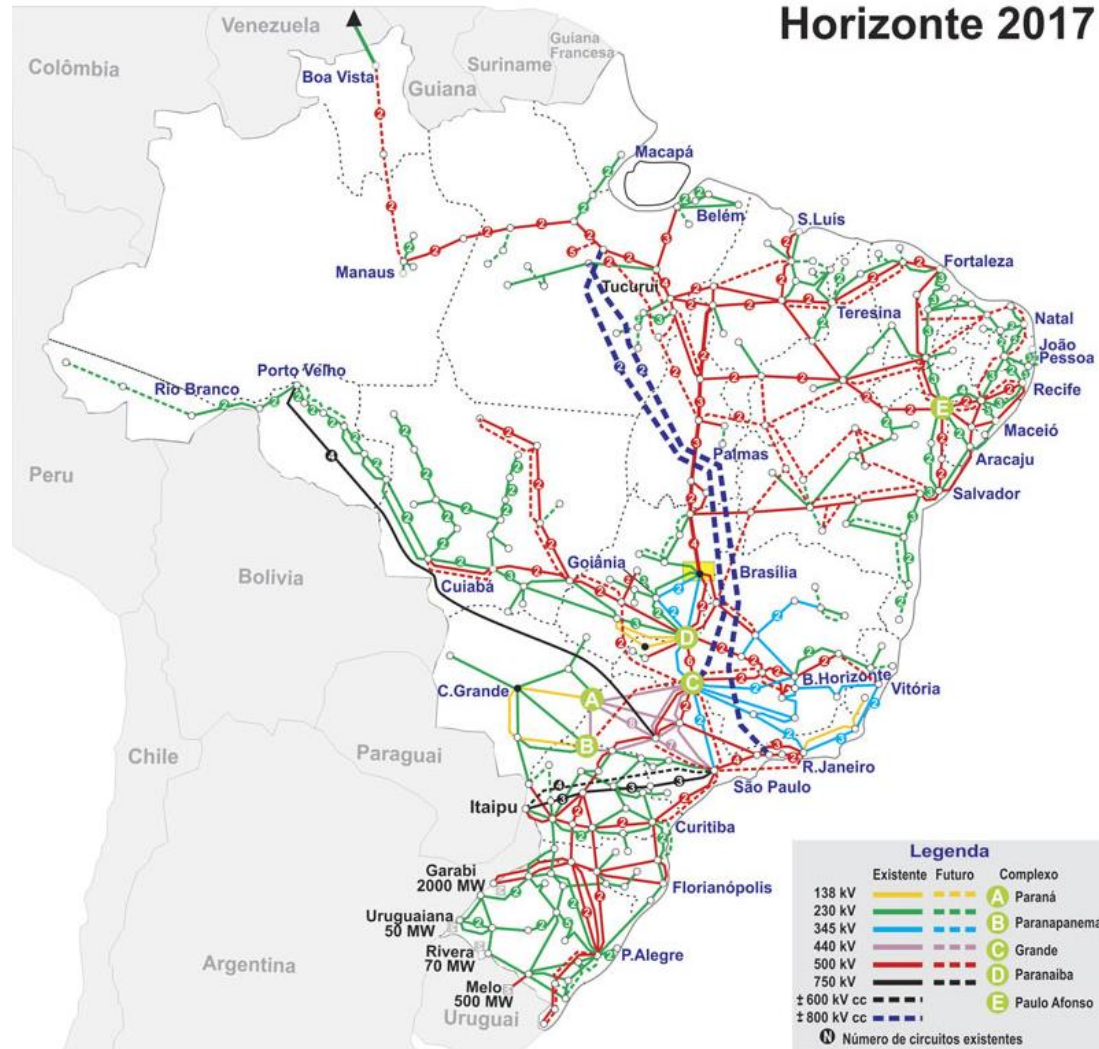 Horizonte 2017
Venezuela
Colômbia
Boa Vista
Guiana
Suriname
Guiana
Francesa
Macapá
Belém
S.Luís
Fortaleza
Manaus
Tucuruí
Teresina
Natal
João
Pessoa
Recife
Porto Velho
Rio Branco
Maceió
Palmas
Aracaju
Salvador
Peru
Bolivia
Cuiabá
Goiânia
Brasília
B.Horizonte
Vitória
C.Grande
A
B
C
D
E
Chile
Paraguai
R.Janeiro
São Paulo
Itaipu
Curitiba
Garabi
2000 MW
Florianópolis
Uruguaiana
50 MW
Rivera
70 MW
P.Alegre
Melo
500 MW
Argentina
Uruguai
Legenda
Existente Futuro Complexo
138 kV A Paraná
230 kV
345 kV B Paranapanema
440 kV C Grande
500 kV D Paranaiba
750 kV
±600 kV cc E Paulo Afonso
±800 kV cc
N Número de circuitos existentes